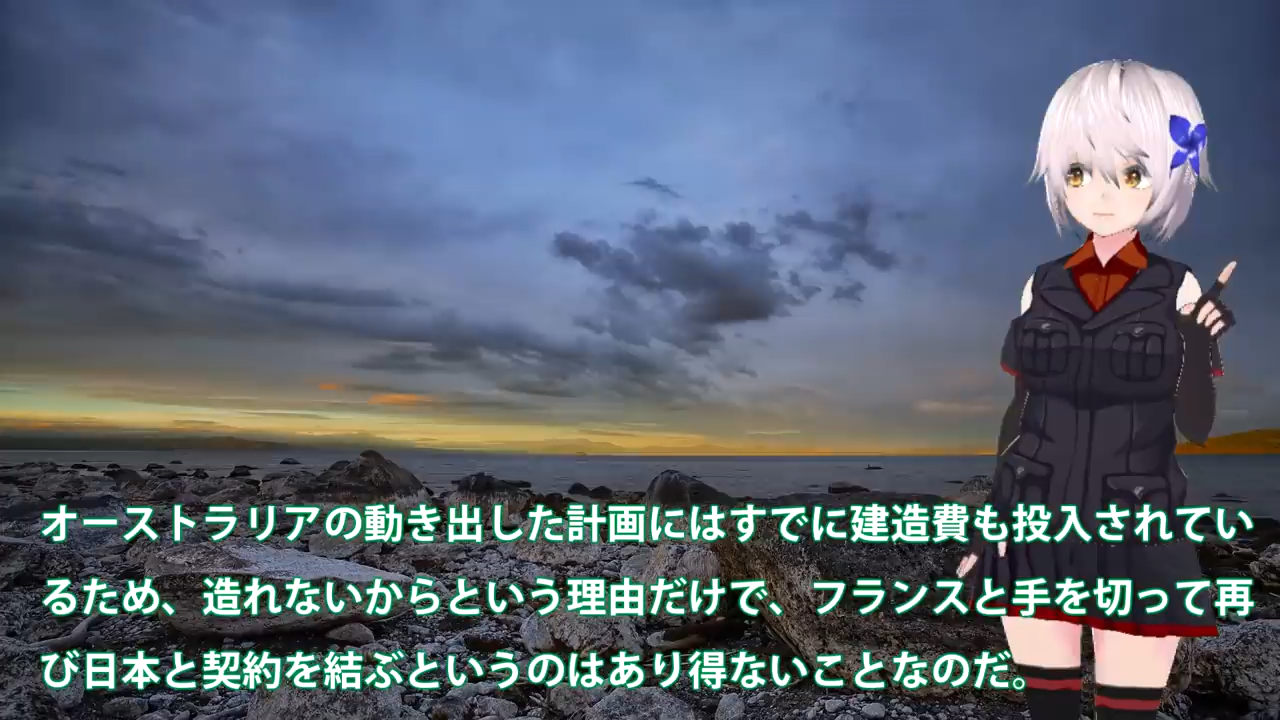 オーストラリアの動き出した計画にはすでに建造費も投入されてい
るため、造れないからという理由だけで、フランスと手を切って再
び日本と契約を結ぶというのはあり得ないことなのだ。